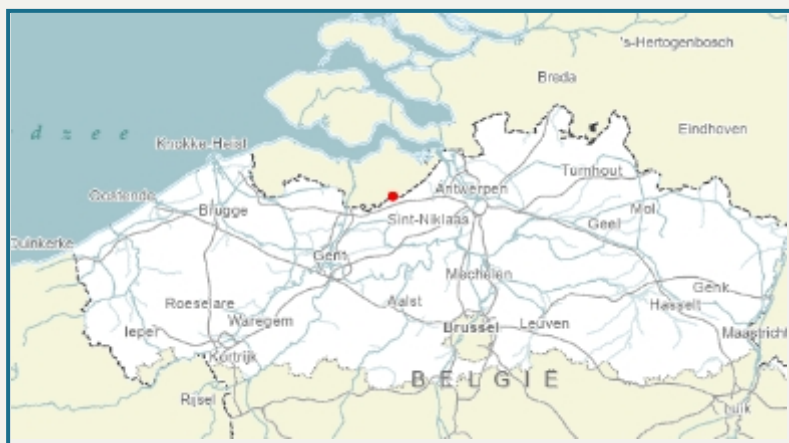 's-Hertogenbosch
Breda
Eindhoven
d z e e
Knokke-Heist
Turnhout
Antwerpen
Oostende
Mol
Brugge
Sint-Niklaas
Geel
Duinkerke
Gent
Mechelen
Genk
Roeselare
Aalst
Hasselt
Waregem
Ieper
Brussel
Leuven
Maastricht
Kortrijk
BELGIË
Rijsel
Luik